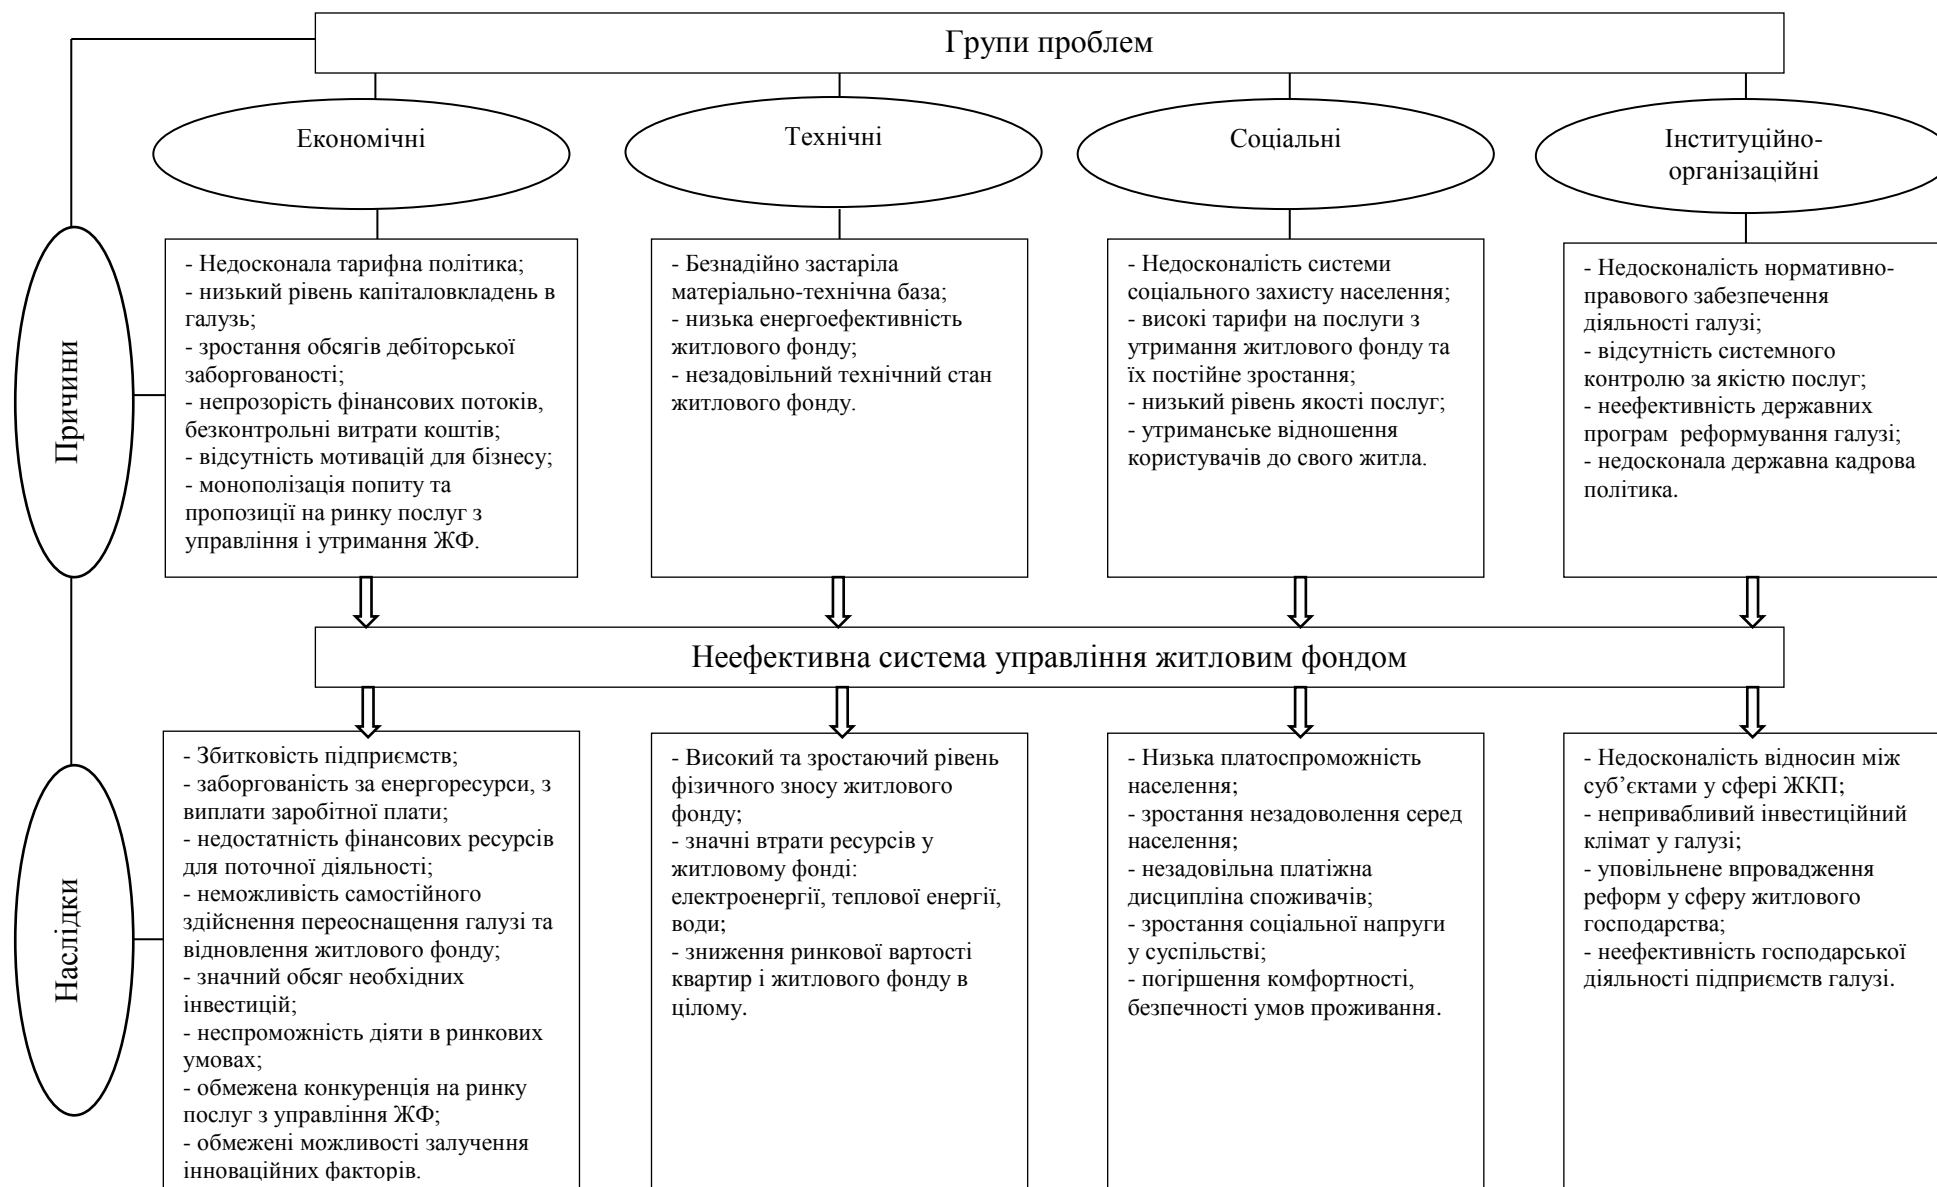 Групи проблем
Економічні
Технічні
Соціальні
Інституційно-
організаційні
Причини
- Недосконала тарифна політика;
- низький рівень капіталовкладень в
галузь;
- зростання обсягів дебіторської
заборгованості;
- непрозорість фінансових потоків,
безконтрольні витрати коштів;
- відсутність мотивацій для бізнесу;
- монополізація попиту та
пропозиції на ринку послуг з
управління і утримання ЖФ.
- Безнадійно застаріла
матеріально-технічна база;
- низька енергоефективність
житлового фонду;
- незадовільний технічний стан
житлового фонду.
- Недосконалість системи
соціального захисту населення;
- високі тарифи на послуги з
утримання житлового фонду та
їх постійне зростання;
- низький рівень якості послуг;
- утриманське відношення
користувачів до свого житла.
- Недосконалість нормативно-
правового забезпечення
діяльності галузі;
- відсутність системного
контролю за якістю послуг;
- неефективність державних
програм  реформування галузі;
- недосконала державна кадрова
політика.
Неефективна система управління житловим фондом
Наслідки
- Збитковість підприємств;
- заборгованість за енергоресурси, з
виплати заробітної плати;
- недостатність фінансових ресурсів
для поточної діяльності;
- неможливість самостійного
здійснення переоснащення галузі та
відновлення житлового фонду;
- значний обсяг необхідних
інвестицій;
- неспроможність діяти в ринкових
умовах;
- обмежена конкуренція на ринку
послуг з управління ЖФ;
- обмежені можливості залучення
інноваційних факторів.
- Високий та зростаючий рівень
фізичного зносу житлового
фонду;
- значні втрати ресурсів у
житловому фонді:
електроенергії, теплової енергії,
води;
- зниження ринкової вартості
квартир і житлового фонду в
цілому.
- Низька платоспроможність
населення;
- зростання незадоволення серед
населення;
- незадовільна платіжна
дисципліна споживачів;
- зростання соціальної напруги
у суспільстві;
- погіршення комфортності,
безпечності умов проживання.
- Недосконалість відносин між
суб’єктами у сфері ЖКП;
- непривабливий інвестиційний
клімат у галузі;
- уповільнене впровадження
реформ у сферу житлового
господарства;
- неефективність господарської
діяльності підприємств галузі.